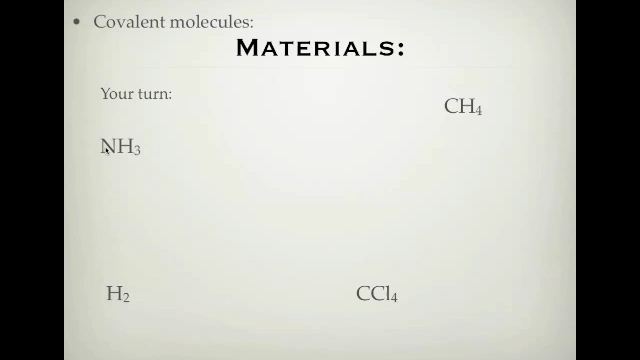 • Covalent molecules:
MATERIALS:
Your turn:
CH₄
NH₃
H₂
CCl₄